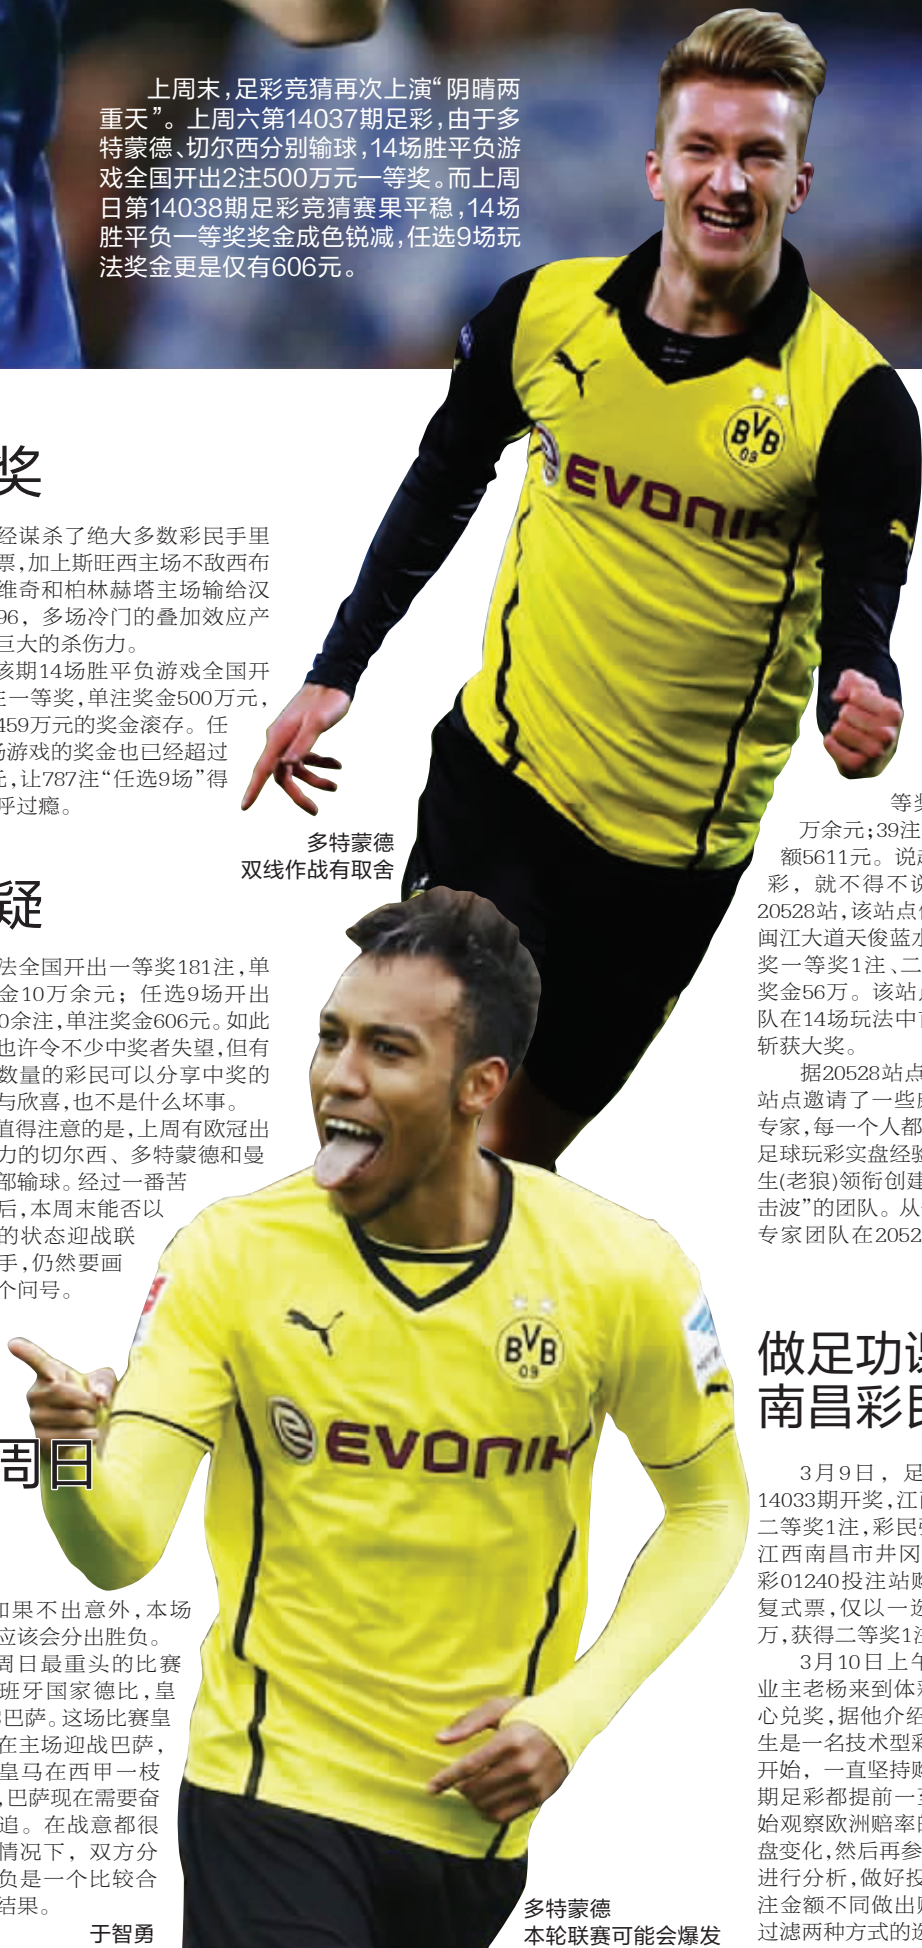 上周末,足彩竞猜再次上演“阴晴两
重天”。上周六第14037期足彩,由于多
特蒙德、切尔西分别输球,14场胜平负游
戏全国开出2注500万元一等奖。而上周
日第14038期足彩竞猜赛果平稳,14场
胜平负一等奖奖金成色锐减,任选9场玩
法奖金更是仅有606元。
BVB
09
EVONIK
奖
经谋杀了绝大多数彩民手里
票,加上斯旺西主场不敌西布
维奇和柏林赫塔主场输给汉
96，多场冷门的叠加效应产
巨大的杀伤力。
该期14场胜平负游戏全国开
一等奖,单注奖金500万元，
459万元的奖金滚存。任
游戏的奖金也已经超过
,让787注“任选9场”得
呼过瘾。
多特蒙德
双线作战有取舍
疑
法全国开出一等奖181注,单
金10万余元；任选9场开出
0余注,单注奖金606元。如此
也许令不少中奖者失望,但有
数量的彩民可以分享中奖的
与欣喜,也不是什么坏事。
值得注意的是,上周有欧冠出
力的切尔西、多特蒙德和曼
部输球。经过一番苦
后,本周末能否以
的状态迎战联
手,仍然要画
个问号。
BVB
09
EVONIK
周日
如果不出意外,本场
应该会分出胜负。
周日最重头的比赛
班牙国家德比,皇
巴萨。这场比赛皇
在主场迎战巴萨，
皇马在西甲一枝
,巴萨现在需要奋
追。在战意都很
情况下，双方分
负是一个比较合
结果。
于智勇
多特蒙德
本轮联赛可能会爆发
等奖
万余元;39注
额5611元。说起
彩，就不得不说
20528站,该站点
闽江大道天俊蓝水
奖一等奖1注、二
奖金56万。该站点
队在14场玩法中
斩获大奖。
据20528站点
站点邀请了一些
专家,每一个人都
足球玩彩实盘经验
生(老狼)领衔创建
击波”的团队。从
专家团队在2052
做足功课
南昌彩民
3月9日，足
14033期开奖,江西
二等奖1注,彩民
江西南昌市井冈
彩01240投注站购
复式票,仅以一
万,获得二等奖1注
3月10日上午
业主老杨来到体彩
心兑奖,据他介绍
生是一名技术型彩
开始，一直坚持购
期足彩都提前一
始观察欧洲赔率的
盘变化,然后再参
进行分析,做好投
注金额不同做出
过滤两种方式的选